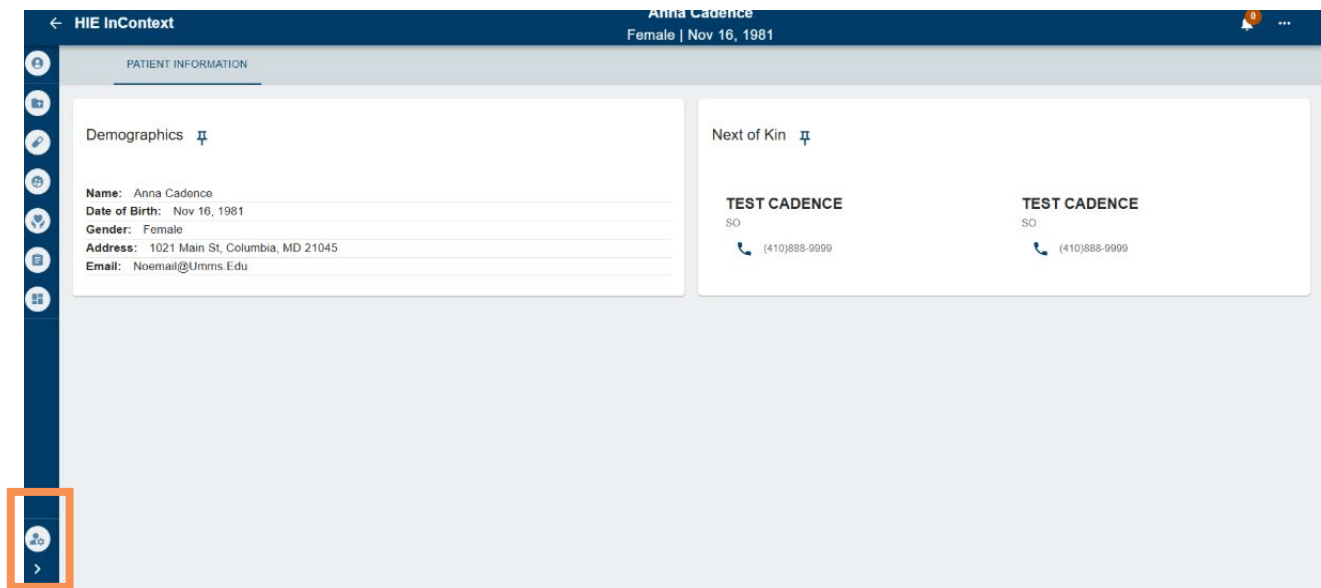 HIE InContext
Anna Cadence
Female | Nov 16, 1981
0
PATIENT INFORMATION
Demographics
Name: Anna Cadence
Date of Birth: Nov 16, 1981
Gender: Female
Address: 1021 Main St, Columbia, MD 21045
Email: Noemail@Umms.Edu
Next of Kin
TEST CADENCE
SO
(410)888-9999
TEST CADENCE
SO
(410)888-9999